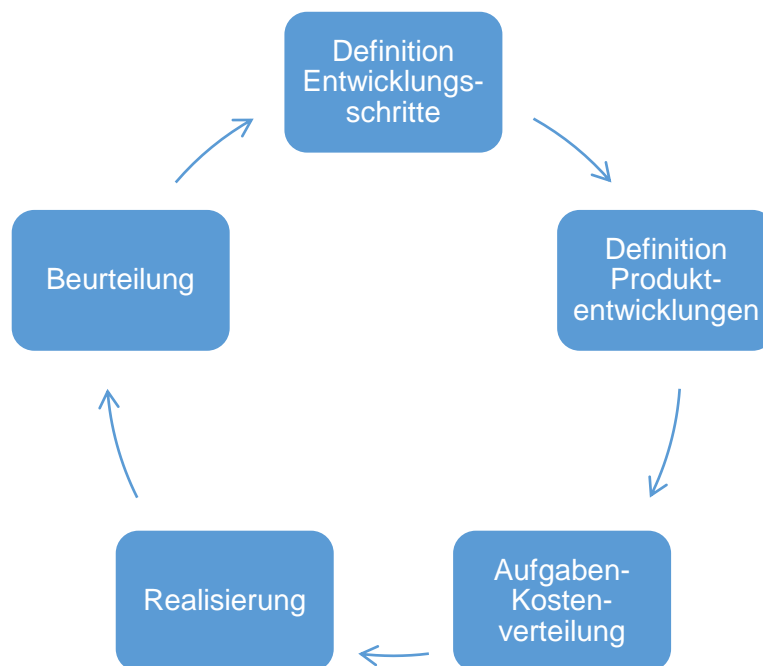 Definition
Entwicklungs-
schritte
Definition
Produkt-
entwicklungen
Aufgaben-
Kosten-
verteilung
Realisierung
Beurteilung